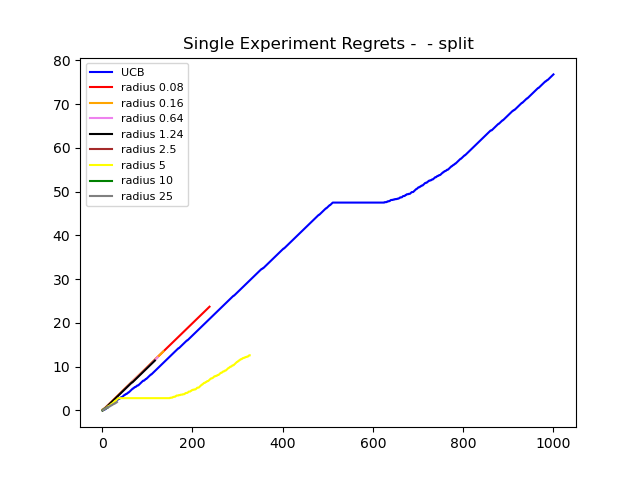 Single Experiment Regrets -  - split
80
70
60
50
40
30
20
10
0
UCB
radius 0.08
radius 0.16
radius 0.64
radius 1.24
radius 2.5
radius 5
radius 10
radius 25
0 200 400 600 800 1000